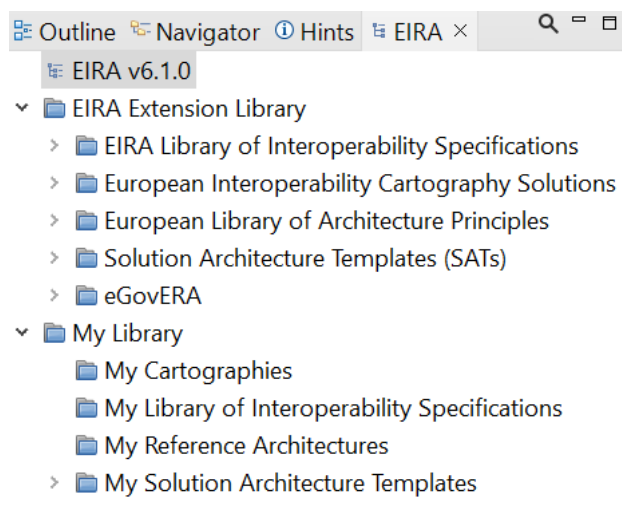 Outline Navigator Hints EIRA
EIRA v6.1.0
EIRA Extension Library
EIRA Library of Interoperability Specifications
European Interoperability Cartography Solutions
European Library of Architecture Principles
Solution Architecture Templates (SATs)
eGovERA
My Library
My Cartographies
My Library of Interoperability Specifications
My Reference Architectures
My Solution Architecture Templates